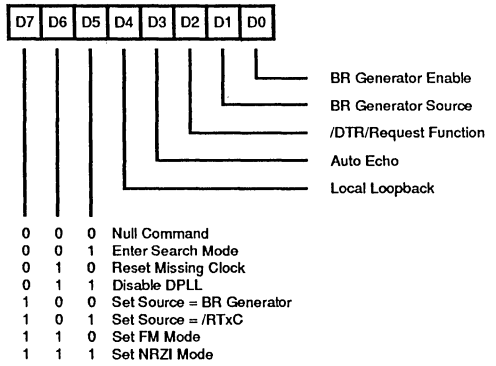 D7 D6 D5 D4 D3 D2 D1 D0
BR Generator Enable
BR Generator Source
/DTR/Request Function
Auto Echo
Local Loopback
0 0 0 Null Command
0 0 1 Enter Search Mode
0 1 0 Reset Missing Clock
0 1 1 Disable DPLL
1 0 0 Set Source = BR Generator
1 0 1 Set Source = /RTxC
1 1 0 Set FM Mode
1 1 1 Set NRZI Mode